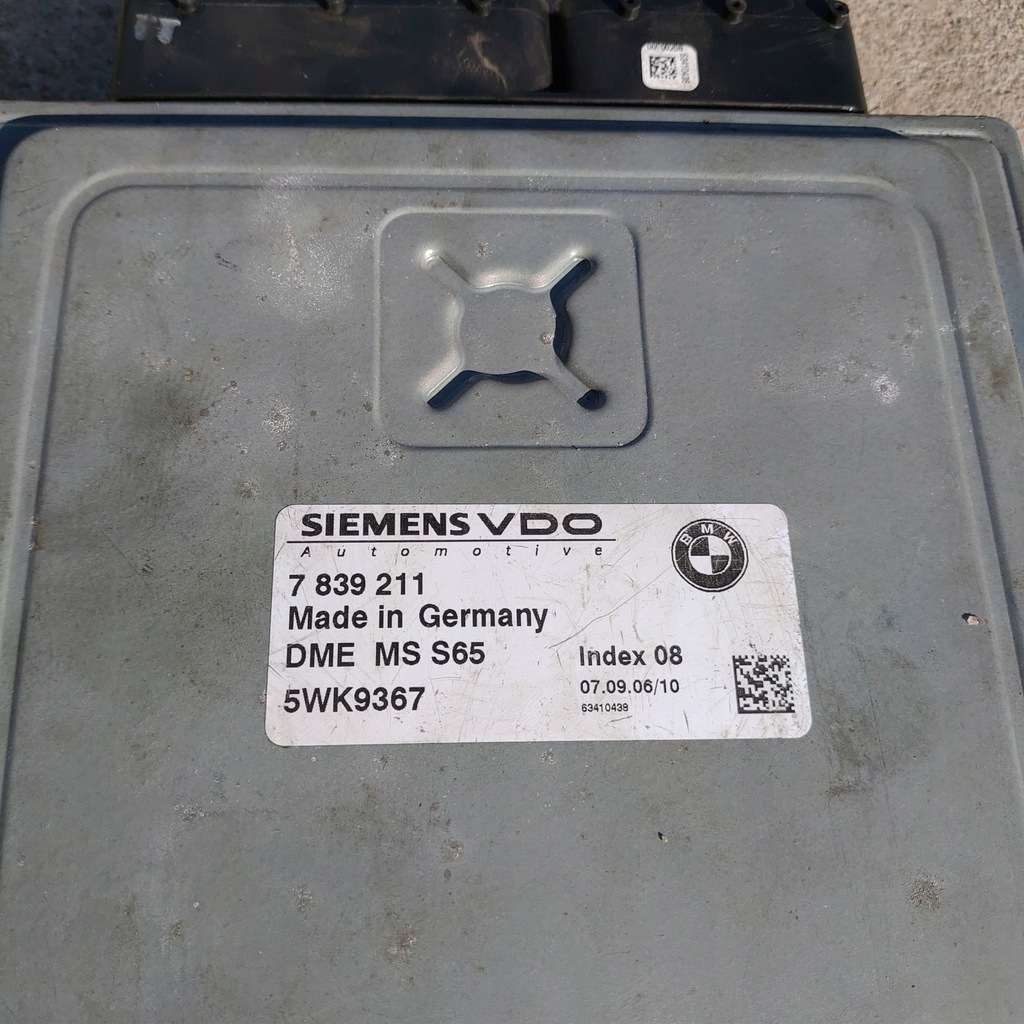 SIEMENS VDO
Automotive
BMW
7 839 211
Made in Germany
DME MS S65
Index 08
5WK9367
07.09.06/10
63410438